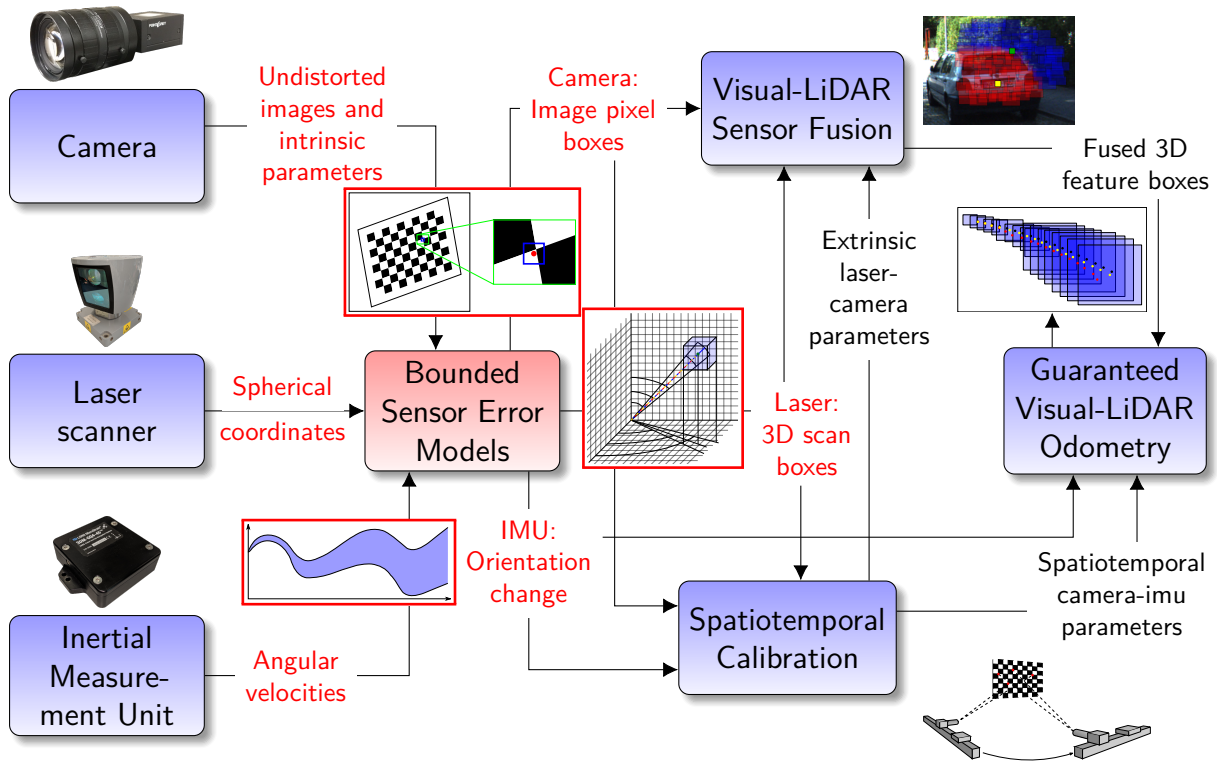 Camera
Undistorted
images and
intrinsic
parameters
Camera:
Image pixel
boxes
Visual-LiDAR
Sensor Fusion
Fused 3D
feature boxes
Extrinsic
laser-
camera
parameters
Laser
scanner
Spherical
coordinates
Bounded
Sensor Error
Models
Laser:
3D scan
boxes
Guaranteed
Visual-LiDAR
Odometry
IMU:
Orientation
change
Inertial
Measure-
ment Unit
Angular
velocities
Spatiotemporal
Calibration
Spatiotemporal
camera-imu
parameters